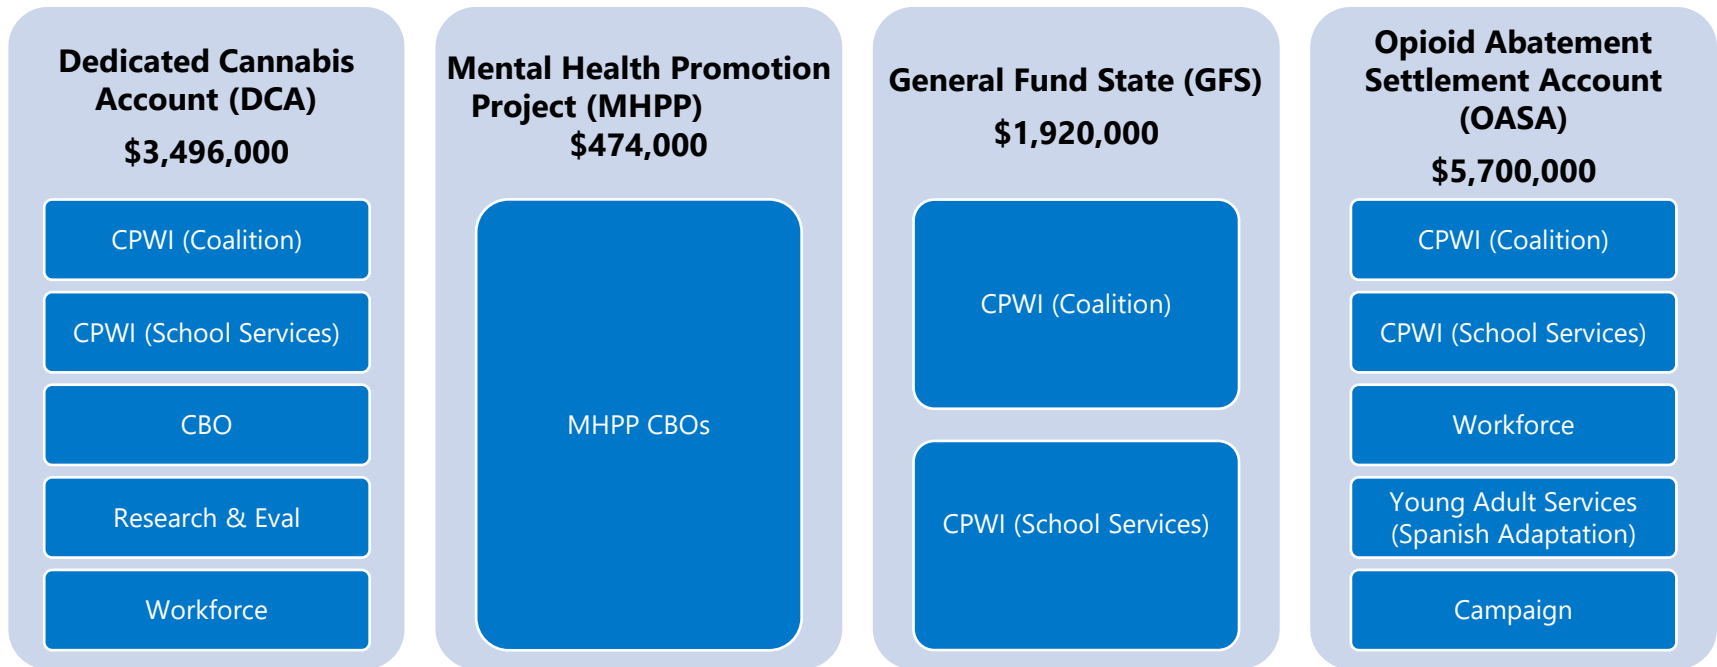 Dedicated Cannabis
Account (DCA)
$3,496,000
CPWI (Coalition)
CPWI (School Services)
CBO
Research & Eval
Workforce
Mental Health Promotion
Project (MHPP)
$474,000
MHPP CBOs
General Fund State (GFS)
$1,920,000
CPWI (Coalition)
CPWI (School Services)
Opioid Abatement
Settlement Account
(OASA)
$5,700,000
CPWI (Coalition)
CPWI (School Services)
Workforce
Young Adult Services
(Spanish Adaptation)
Campaign